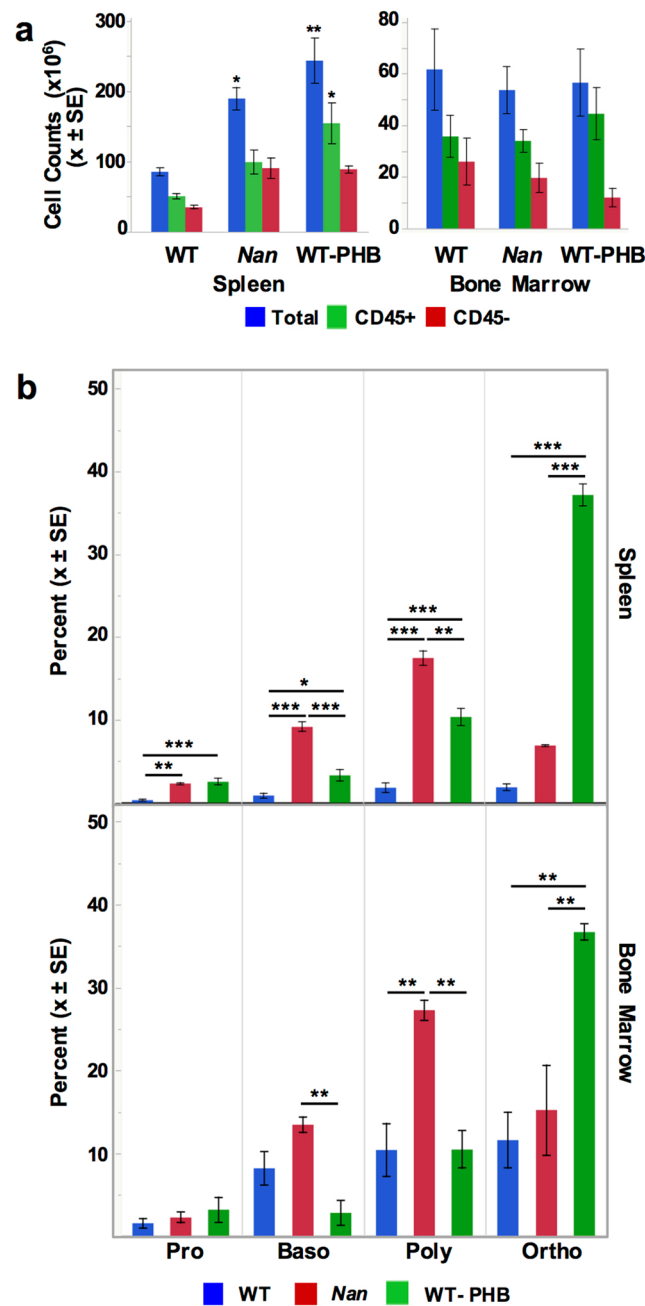 a
Cell Counts (x10⁶)
(x ± SE)
300
200
100
0
**
*
*
WT Nan WT-PHB
Spleen
80
60
40
20
0
WT Nan WT-PHB
Bone Marrow
Total CD45+ CD45-
b
Percent (x ± SE)
50
40
30
20
10
***
**
*
*** ***
***
*** **
***
***
Spleen
Percent (x ± SE)
50
40
30
20
10
**
** **
**
**
Bone Marrow
Pro Baso Poly Ortho
WT Nan WT- PHB